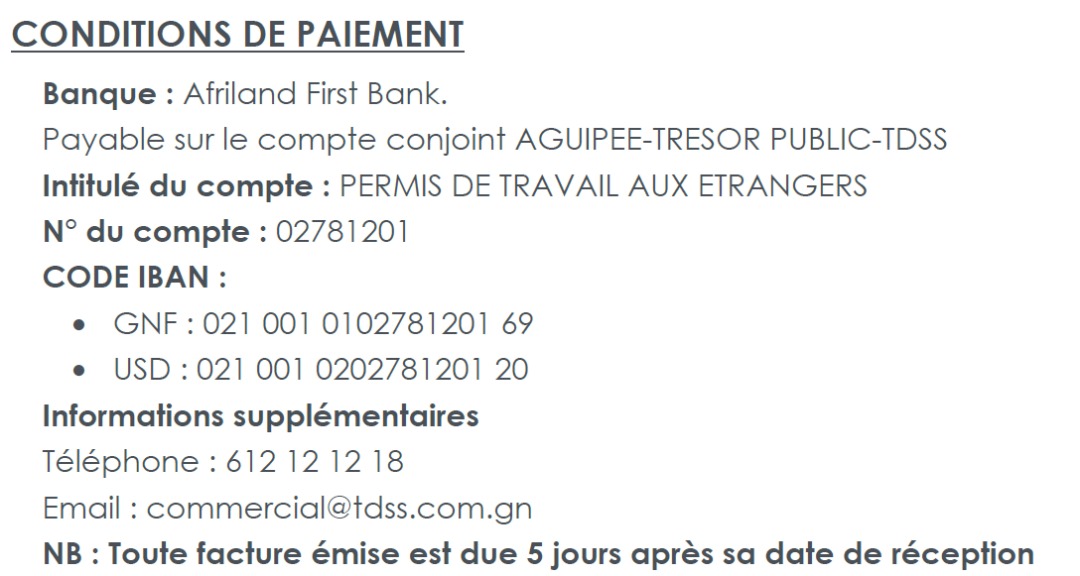 CONDITIONS DE PAIEMENT
Banque : Afriland First Bank.
Payable sur le compte conjoint AGUIPEE-TRESOR PUBLIC-TDSS
Intitulé du compte : PERMIS DE TRAVAIL AUX ETRANGERS
N° du compte : 02781201
CODE IBAN :
• GNF : 021 001 0102781201 69
• USD : 021 001 0202781201 20
Informations supplémentaires
Téléphone : 612 12 12 18
Email : commercial@tdss.com.gn
NB : Toute facture émise est due 5 jours après sa date de réception